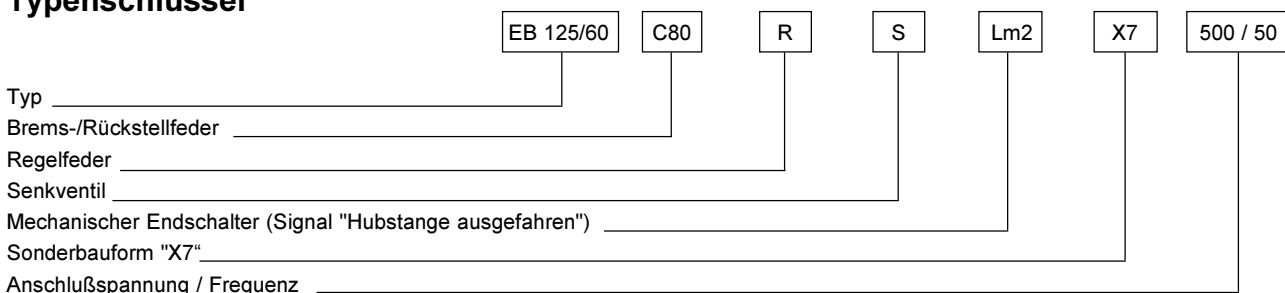 Typenschlüssel
EB 125/60 C80 R S Lm2 X7 500 / 50
Typ
Brems-/Rückstellfeder
Regelfeder
Senkventil
Mechanischer Endschalter (Signal "Hubstange ausgefahren")
Sonderbauform "X7“
Anschlußspannung / Frequenz